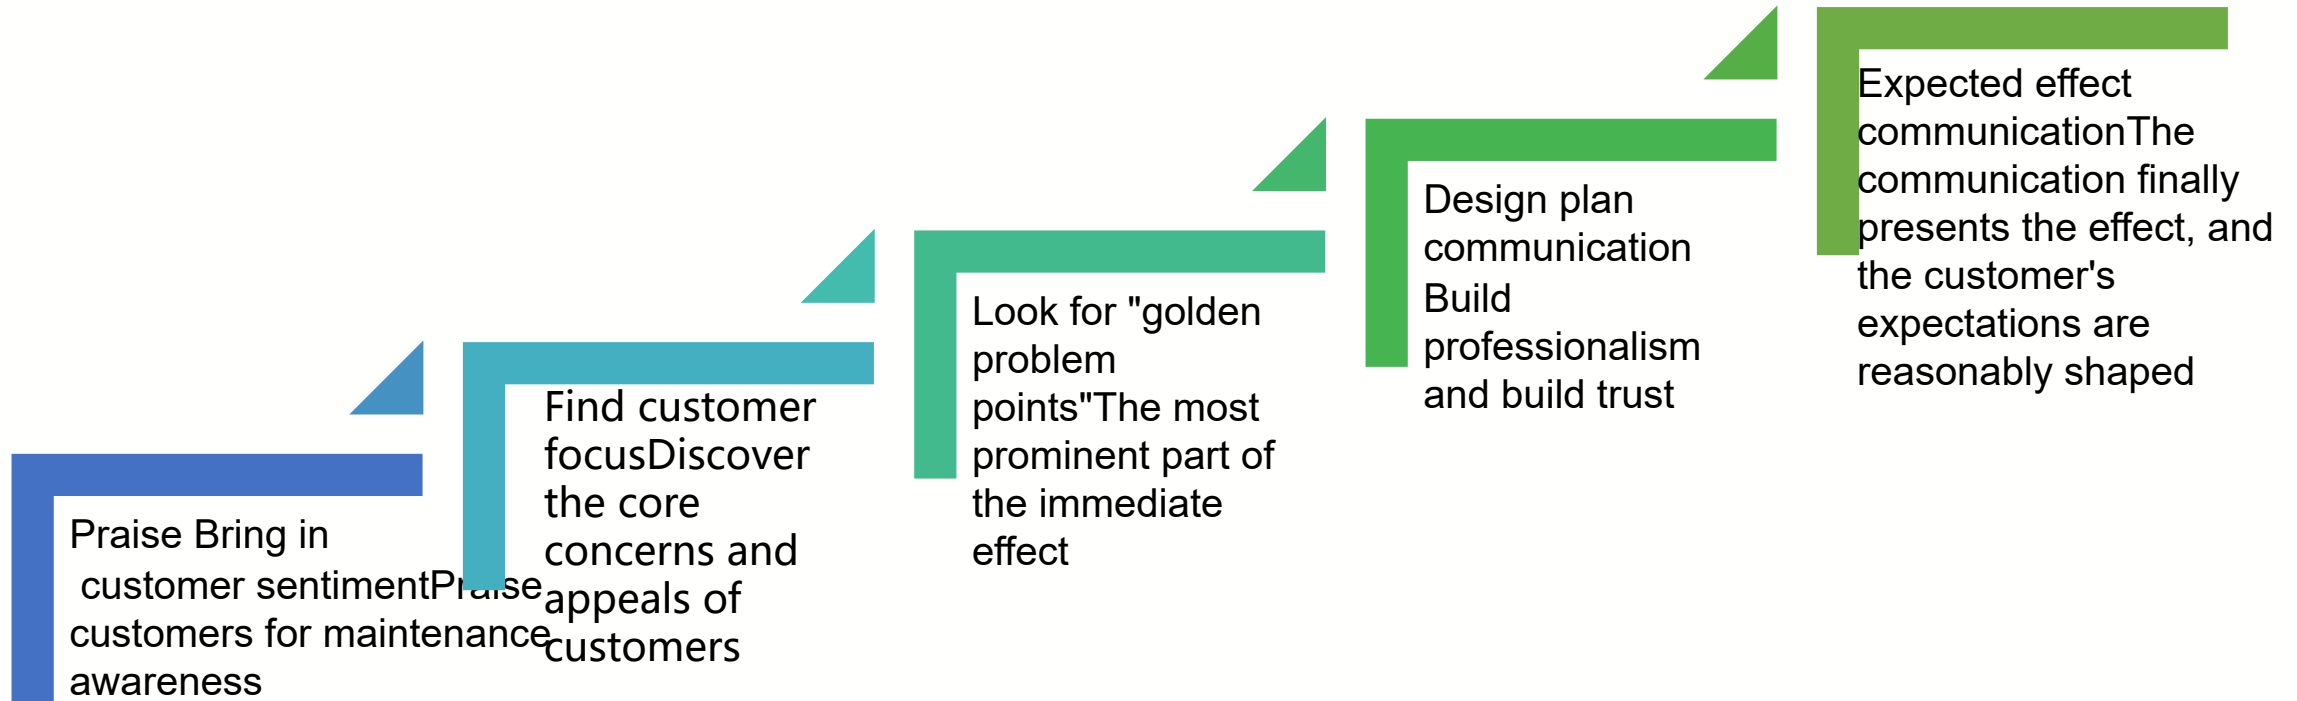 Praise Bring in
customer sentimentPraise
customers for maintenance
awareness
Find customer
focusDiscover
the core
concerns and
appeals of
customers
Look for "golden
problem
points"The most
prominent part of
the immediate
effect
Design plan
communication
Build
professionalism
and build trust
Expected effect
communicationThe
communication finally
presents the effect, and
the customer's
expectations are
reasonably shaped